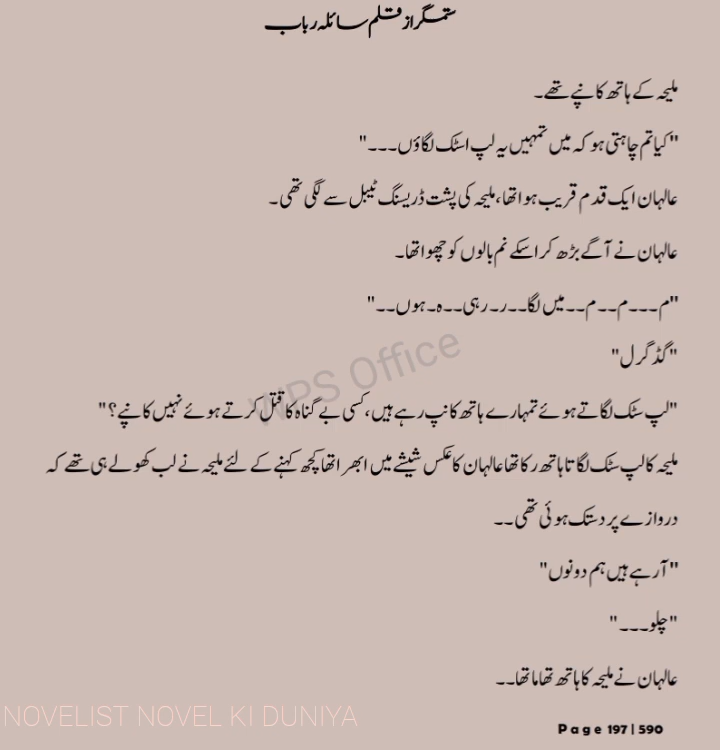 ستمگر از قلم سائلہ رباب
ملیحہ کے ہاتھ کانپے تھے۔
"کیا تم چاہتی ہو کہ میں تمہیں یہ لپ اسٹک لگاؤں۔۔۔"
عالہان ایک قدم قریب ہوا تھا، ملیحہ کی پشت ڈریسنگ ٹیبل سے لگی تھی۔
عالہان نے آگے بڑھ کر اسکے نم بالوں کو چھوا تھا۔
"م۔۔۔م۔۔م۔۔میں لگا۔۔ر۔رہی۔۔ہ۔ہوں۔۔"
"گڈ گرل"
"لپ سٹک لگاتے ہوئے تمہارے ہاتھ کانپ رہے ہیں، کسی بے گناہ کا قتل کرتے ہوئے نہیں کانپے؟"
ملیحہ کا لپ سٹک لگاتا ہاتھ رکا تھا عالہان کا عکس شیشے میں ابھرا تھا کچھ کہنے کے لئے ملیحہ نے لب کھولے ہی تھے کہ
دروازے پر دستک ہوئی تھی۔۔
"آرہے ہیں ہم دونوں"
"چلو۔۔۔"
عالہان نے ملیحہ کا ہاتھ تھاما تھا۔۔
WPS Office
NOVELIST NOVEL KI DUNIYA
Page 197 | 590